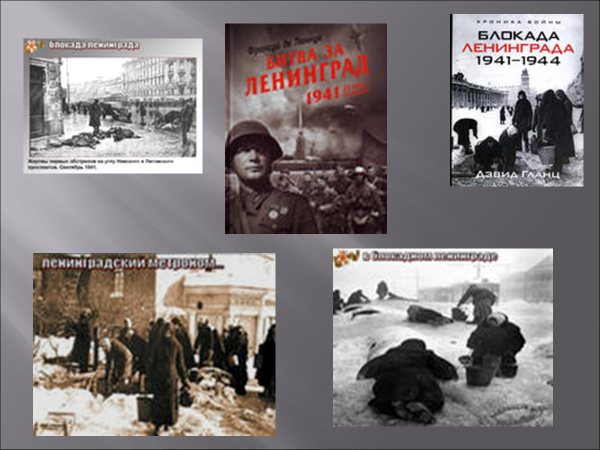 блокада ленинграда
Жертвы первых обстрелов на углу Невского и Лиговского
проспектов. Сентябрь 1941.
БИТВА ЗА
ЛЕНИНГРАД
1941
ХРОНИКА ВОЙНЫ
БЛОКАДА
ЛЕНИНГРАДА
1941–1944
ДЭВИД ГЛАНЦ
ленинградский метроном...
в блокадном ленинграде